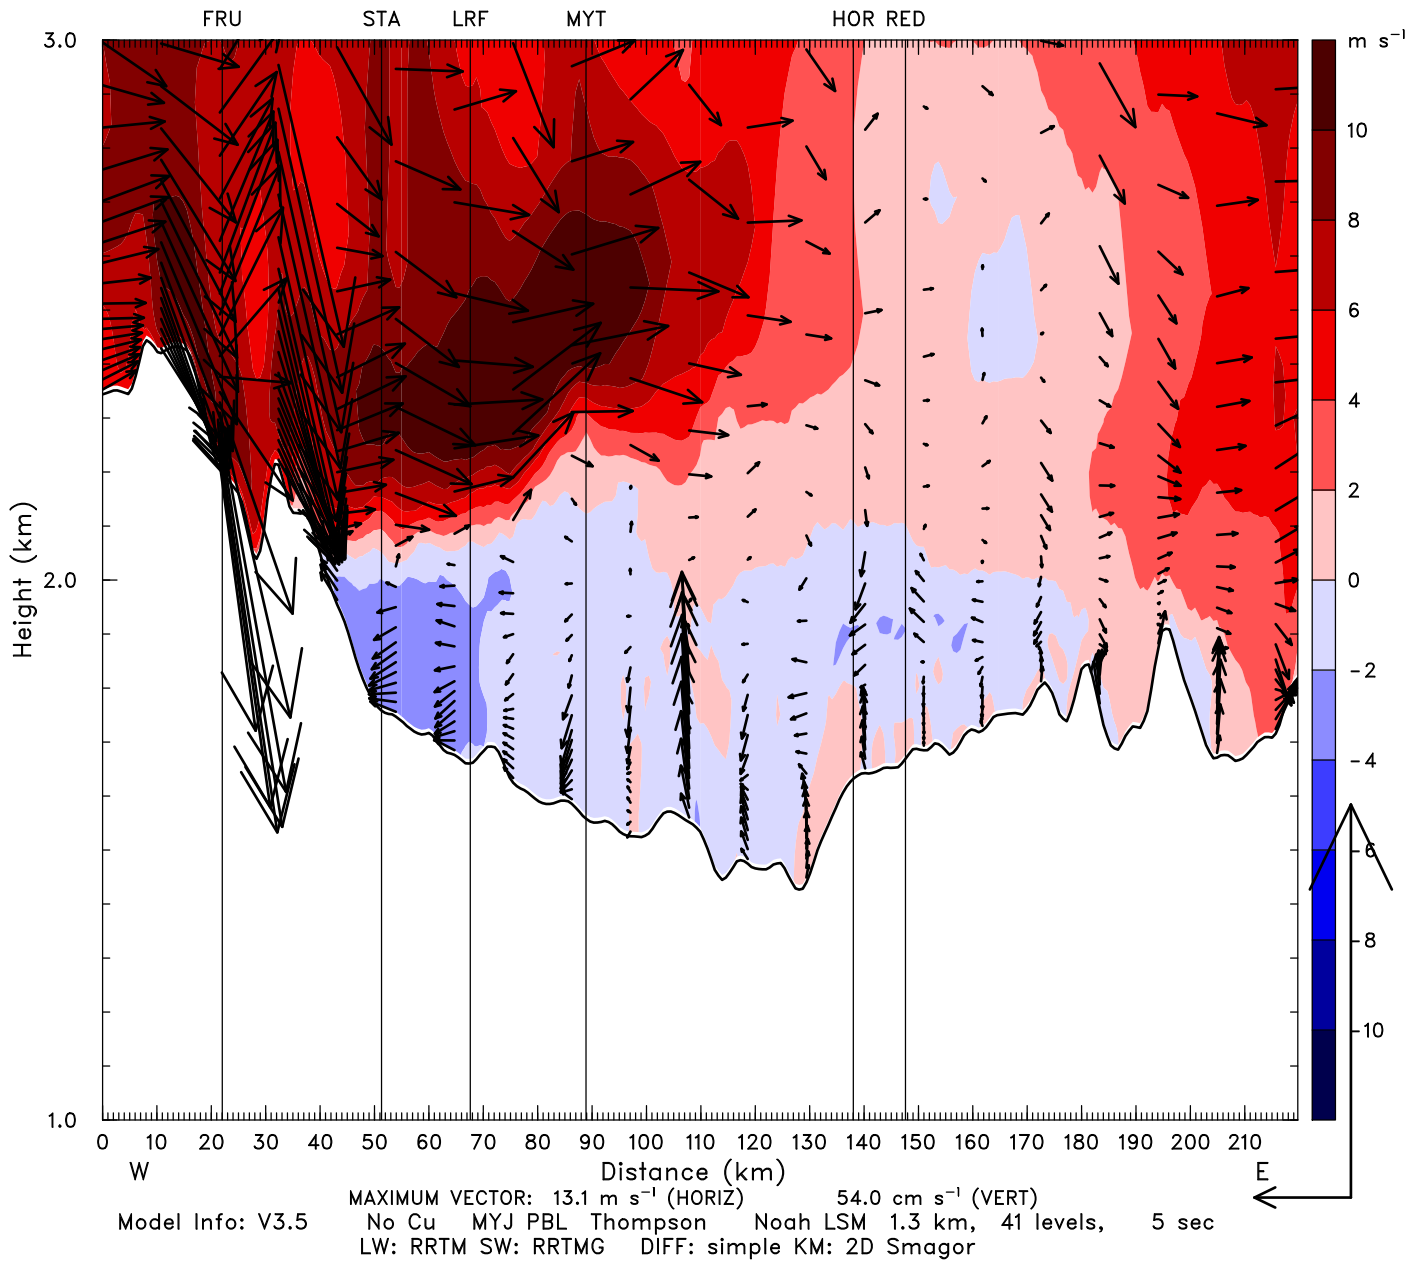 FRU STA LRF MYT HOR RED
3.0
m s⁻¹
10
8
6
4
2
2.0
0
Height (km)
−2
−4
−6
−8
−10
1.0
0 10 20 30 40 50 60 70 80 90 100 110 120 130 140 150 160 170 180 190 200 210
W Distance (km) E
MAXIMUM VECTOR: 13.1 m s⁻¹ (HORIZ) 54.0 cm s⁻¹ (VERT)
Model Info: V3.5 No Cu MYJ PBL Thompson Noah LSM 1.3 km, 41 levels, 5 sec
LW: RRTM SW: RRTMG DIFF: simple KM: 2D Smagor